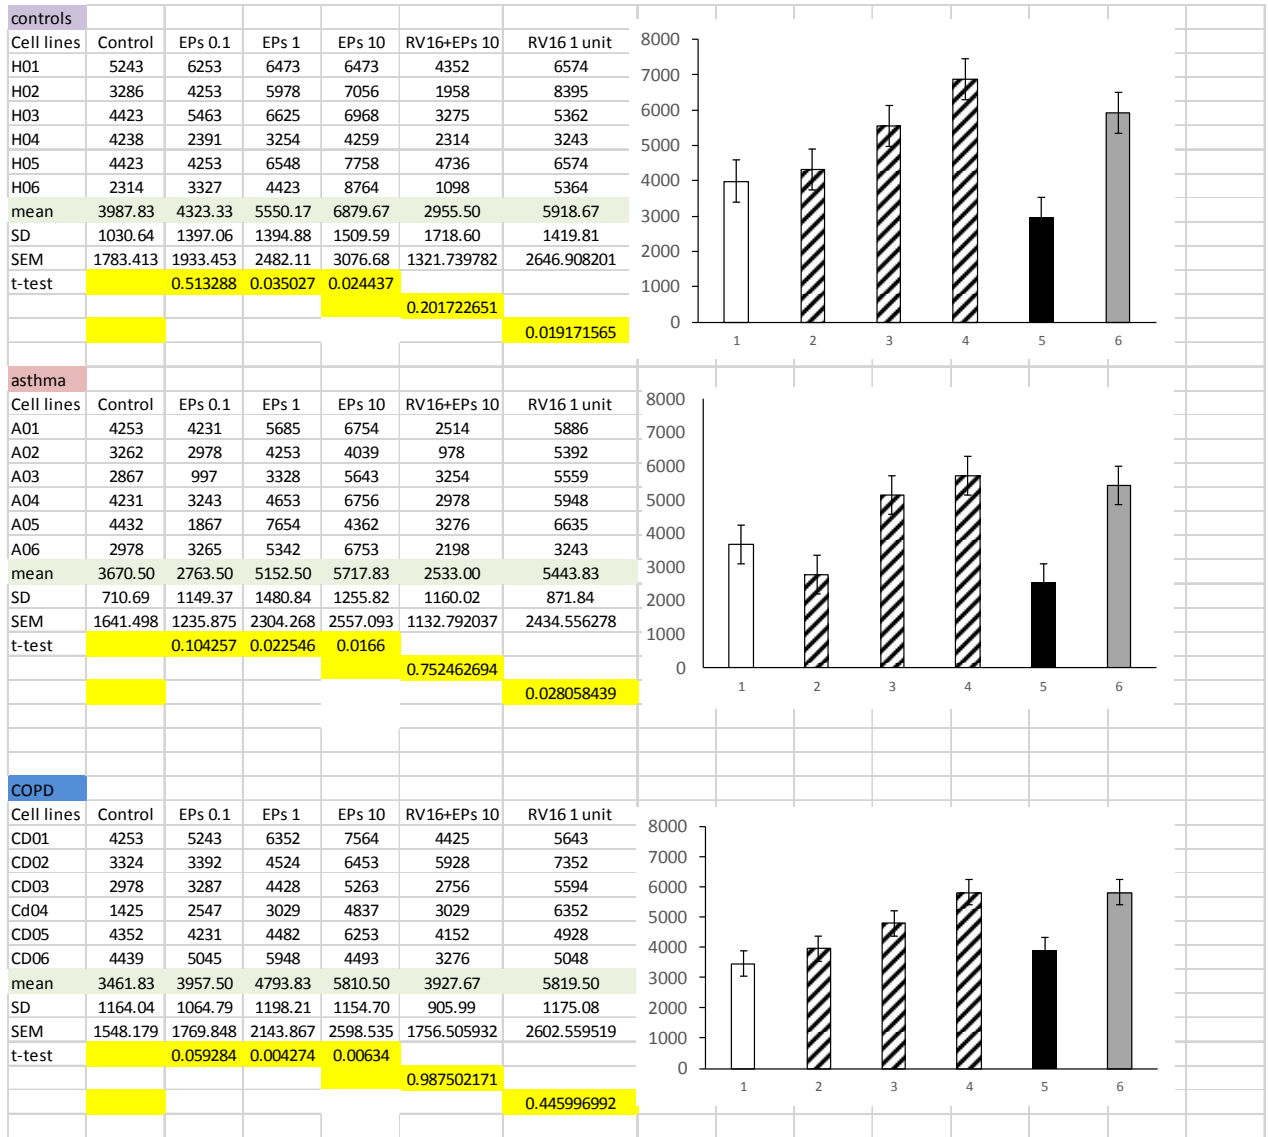 controls
Cell lines Control EPs 0.1 EPs 1 EPs 10 RV16+EPs 10 RV16 1 unit
H01 5243 6253 6473 6473 4352 6574
H02 3286 4253 5978 7056 1958 8395
H03 4423 5463 6625 6968 3275 5362
H04 4238 2391 3254 4259 2314 3243
H05 4423 4253 6548 7758 4736 6574
H06 2314 3327 4423 8764 1098 5364
mean 3987.83 4323.33 5550.17 6879.67 2955.50 5918.67
SD 1030.64 1397.06 1394.88 1509.59 1718.60 1419.81
SEM 1783.413 1933.453 2482.11 3076.68 1321.739782 2646.908201
t-test 0.513288 0.035027 0.024437
0.201722651
0.019171565
8000
7000
6000
5000
4000
3000
2000
1000
0
1 2 3 4 5 6
asthma
Cell lines Control EPs 0.1 EPs 1 EPs 10 RV16+EPs 10 RV16 1 unit
A01 4253 4231 5685 6754 2514 5886
A02 3262 2978 4253 4039 978 5392
A03 2867 997 3328 5643 3254 5559
A04 4231 3243 4653 6756 2978 5948
A05 4432 1867 7654 4362 3276 6635
A06 2978 3265 5342 6753 2198 3243
mean 3670.50 2763.50 5152.50 5717.83 2533.00 5443.83
SD 710.69 1149.37 1480.84 1255.82 1160.02 871.84
SEM 1641.498 1235.875 2304.268 2557.093 1132.792037 2434.556278
t-test 0.104257 0.022546 0.0166
0.752462694
0.028058439
8000
7000
6000
5000
4000
3000
2000
1000
0
1 2 3 4 5 6
COPD
Cell lines Control EPs 0.1 EPs 1 EPs 10 RV16+EPs 10 RV16 1 unit
CD01 4253 5243 6352 7564 4425 5643
CD02 3324 3392 4524 6453 5928 7352
CD03 2978 3287 4428 5263 2756 5594
Cd04 1425 2547 3029 4837 3029 6352
CD05 4352 4231 4482 6253 4152 4928
CD06 4439 5045 5948 4493 3276 5048
mean 3461.83 3957.50 4793.83 5810.50 3927.67 5819.50
SD 1164.04 1064.79 1198.21 1154.70 905.99 1175.08
SEM 1548.179 1769.848 2143.867 2598.535 1756.505932 2602.559519
t-test 0.059284 0.004274 0.00634
0.987502171
0.445996992
8000
7000
6000
5000
4000
3000
2000
1000
0
1 2 3 4 5 6